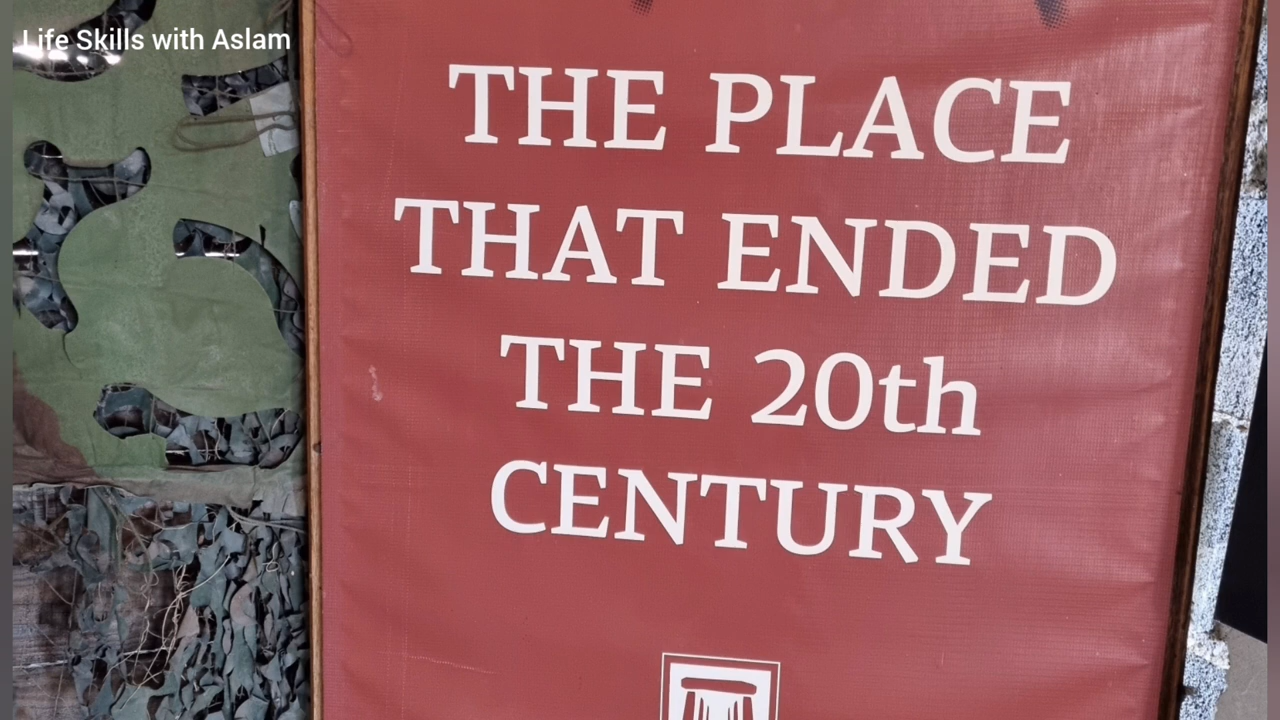 Life Skills with Aslam
THE PLACE
THAT ENDED
THE 20th
CENTURY